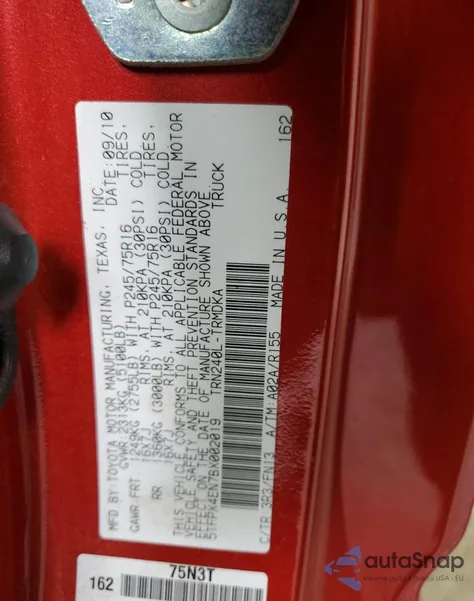 MFD BY TOYOTA MOTOR MANUFACTURING, TEXAS, INC.
DATE: 09/10
GVWR 2313KG (5100LB)
GAWR FRT 1249KG (2755LB) WITH P245/75R16 TIRES,
16X7J RIMS, AT 210KPA (30PSI) COLD
RR 1360KG (3000LB) WITH P245/75R16 TIRES,
16X7J RIMS, AT 210KPA (30PSI) COLD
THIS VEHICLE CONFORMS TO ALL APPLICABLE FEDERAL MOTOR
VEHICLE SAFETY AND THEFT PREVENTION STANDARDS IN
EFFECT ON THE DATE OF MANUFACTURE SHOWN ABOVE.
5TFPX4EN7BX002019 TRN240L-TRMDKA TRUCK
C/TR: 3R3/FN13 A/TM: A02A/R155 MADE IN U.S.A. 162
162 75N3T
autoSnap